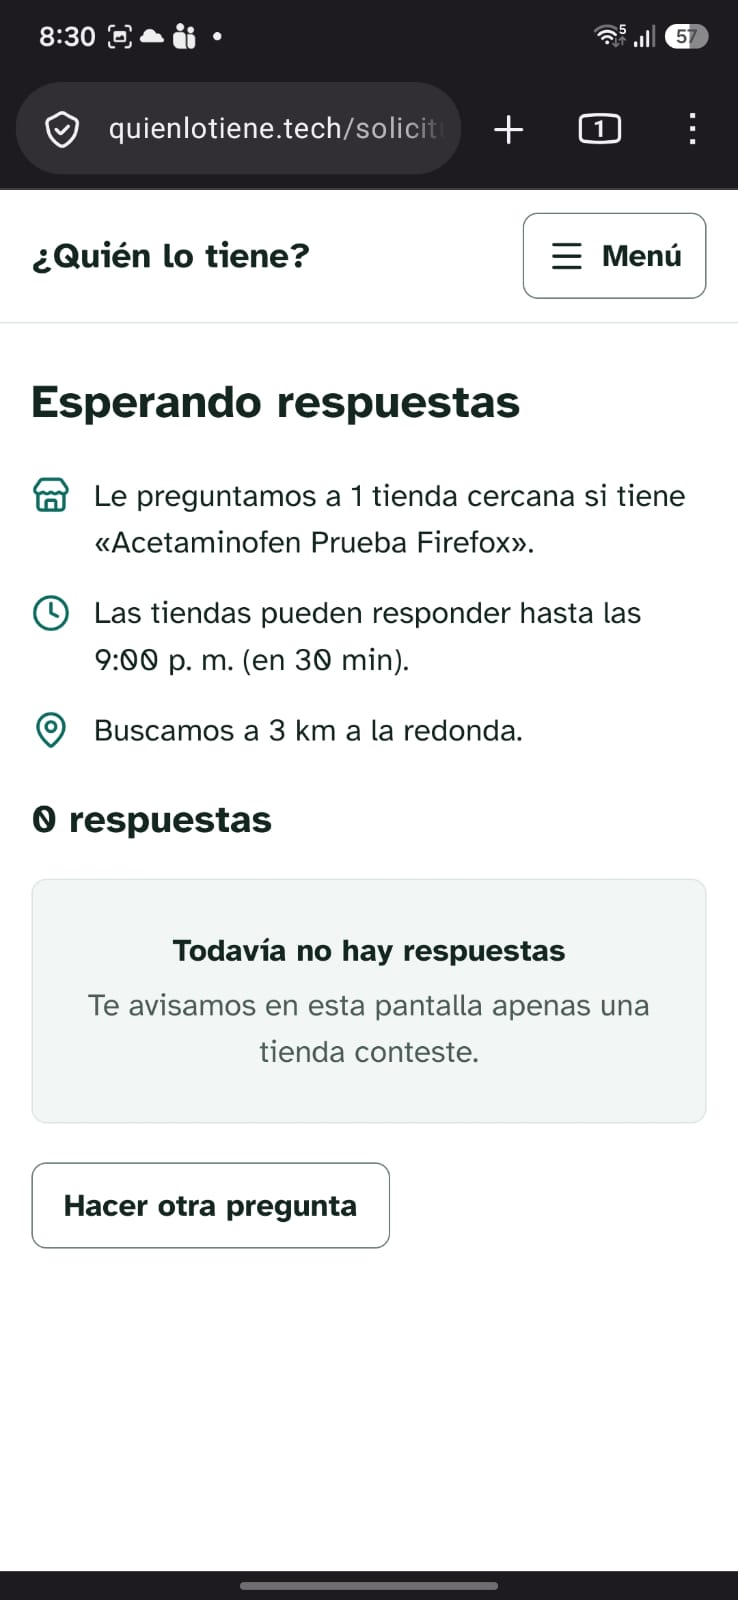 8:30
5
57
quienlotiene.tech/solicit
1
¿Quién lo tiene?
Menú
Esperando respuestas
Le preguntamos a 1 tienda cercana si tiene
«Acetaminofen Prueba Firefox».
Las tiendas pueden responder hasta las
9:00 p. m. (en 30 min).
Buscamos a 3 km a la redonda.
0 respuestas
Todavía no hay respuestas
Te avisamos en esta pantalla apenas una
tienda conteste.
Hacer otra pregunta